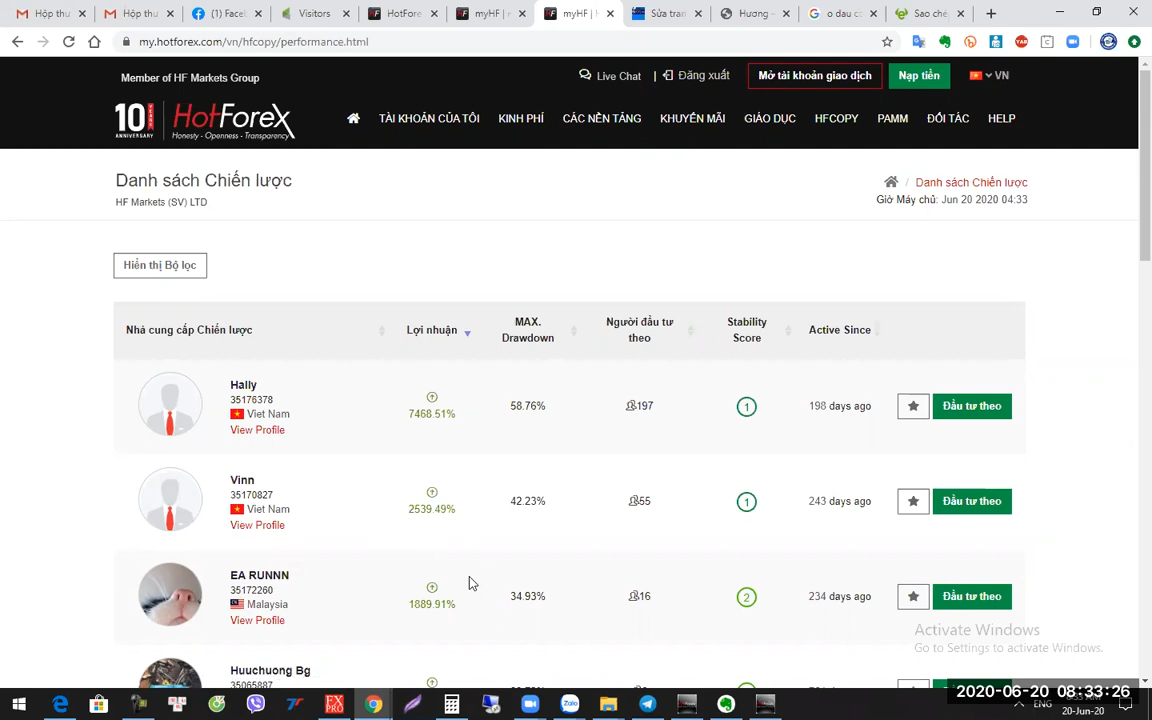 Hộp thu
Hộp thu
(1) Facel
Visitors
HotFore
myHF |
myHF |
Sửa tran
Hương –
o dau co
Sao chép
my.hotforex.com/vn/hfcopy/performance.html
Member of HF Markets Group
Live Chat
| Đăng xuất
Mở tài khoản giao dịch
Nạp tiền
VN
10 YEARS ANNIVERSARY
HotForeX
Honesty - Openness - Transparency
TÀI KHOẢN CỦA TÔI
KINH PHÍ
CÁC NỀN TẢNG
KHUYẾN MÃI
GIÁO DỤC
HFCOPY
PAMM
ĐỐI TÁC
HELP
Danh sách Chiến lược
HF Markets (SV) LTD
/ Danh sách Chiến lược
Giờ Máy chủ: Jun 20 2020 04:33
Hiển thị Bộ lọc
Nhà cung cấp Chiến lược
Lợi nhuận
MAX. Drawdown
Người đầu tư theo
Stability Score
Active Since
Hally
35176378
Viet Nam
View Profile
7468.51%
58.76%
197
1
198 days ago
Đầu tư theo
Vinn
35170827
Viet Nam
View Profile
2539.49%
42.23%
55
1
243 days ago
Đầu tư theo
EA RUNNN
35172260
Malaysia
View Profile
1889.91%
34.93%
16
2
234 days ago
Đầu tư theo
Huuchuong Bg
35065887
Activate Windows
Go to Settings to activate Windows.
2020-06-20 08:33:26
ENG
20-Jun-20